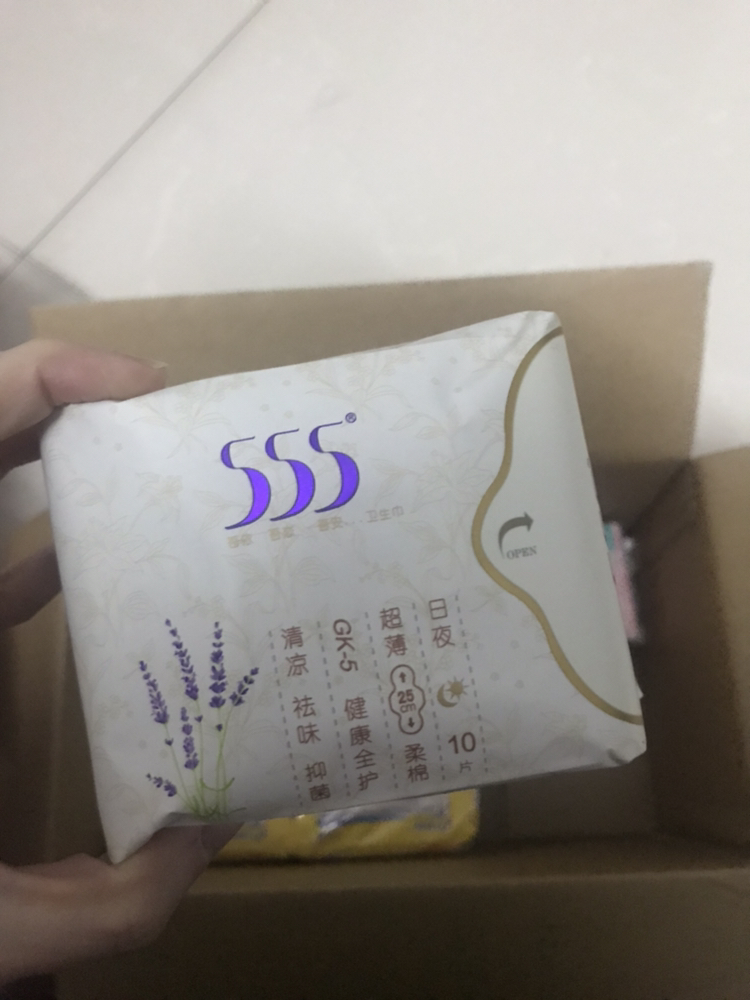 SSS®
卫生巾
OPEN
日夜
10片
超薄 25cm 柔棉
GK-5 健康全护
清凉 祛味 抑菌